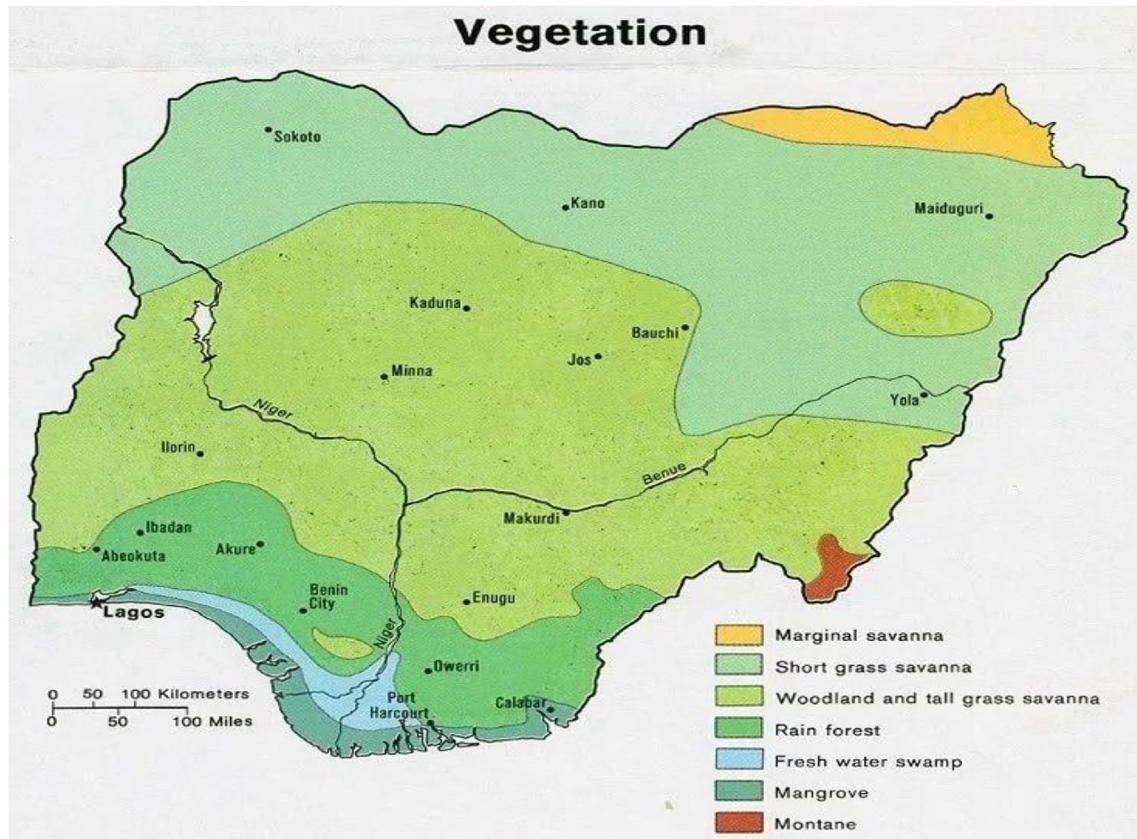 Vegetation
Sokoto
Kano
Maiduguri
Kaduna
Bauchi
Jos
Minna
Yola
Niger
Ilorin
Benue
Makurdi
Ibadan
Abeokuta
Akure
Benin
City
Enugu
Lagos
Niger
Owerri
Port
Harcourt
Calabar
0 50 100 Kilometers
0 50 100 Miles
Marginal savanna
Short grass savanna
Woodland and tall grass savanna
Rain forest
Fresh water swamp
Mangrove
Montane